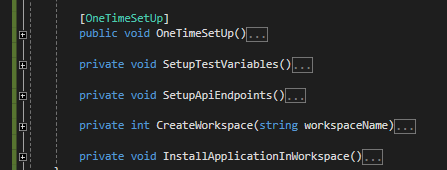 [OneTimeSetUp]
public void OneTimeSetUp()...
private void SetupTestVariables()...
private void SetupApiEndpoints()...
private int CreateWorkspace(string workspaceName)...
private void InstallApplicationInWorkspace()...
}